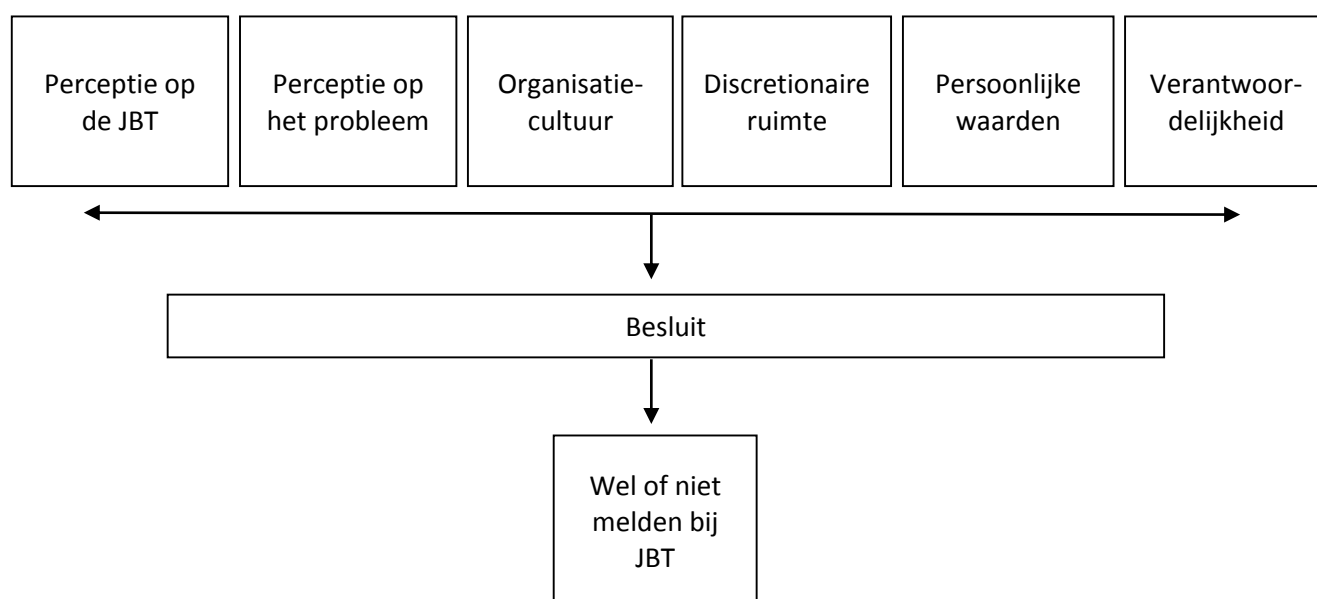 Perceptie op
de JBT
Perceptie op
het probleem
Organisatie-
cultuur
Discretionaire
ruimte
Persoonlijke
waarden
Verantwoor-
delijkheid
Besluit
Wel of niet
melden bij
JBT